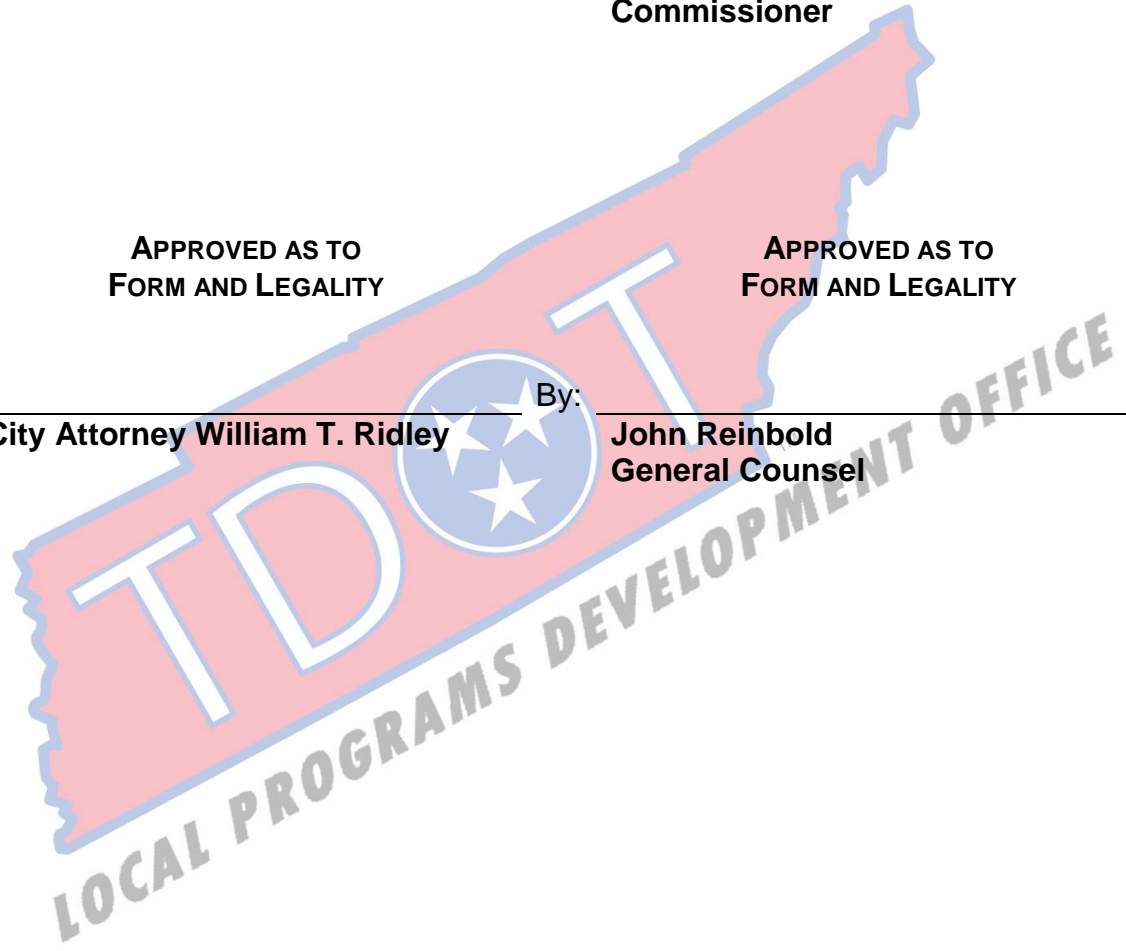 Commissioner
APPROVED AS TO
FORM AND LEGALITY
APPROVED AS TO
FORM AND LEGALITY
By:
City Attorney William T. Ridley
John Reinbold
General Counsel
TDOT
LOCAL PROGRAMS DEVELOPMENT OFFICE